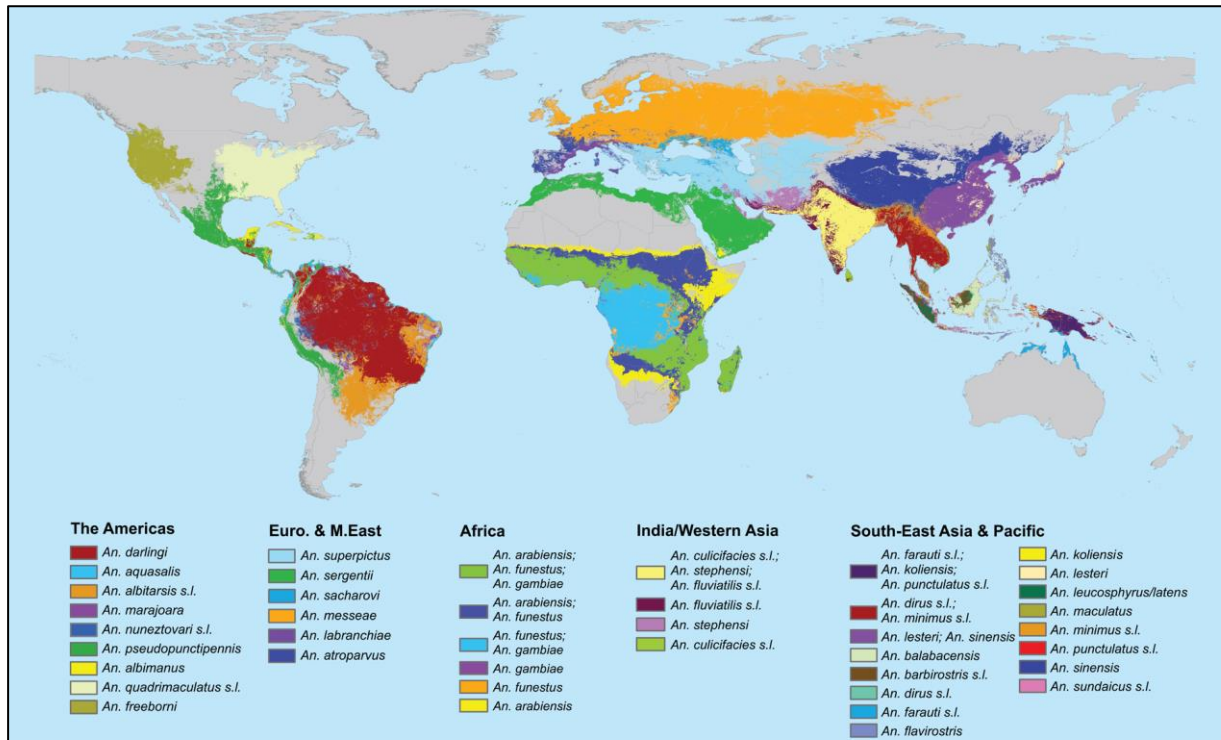 The Americas
An. darlingi
An. aquasalis
An. albitarsis s.l.
An. marajoara
An. nuneztovari s.l.
An. pseudopunctipennis
An. albimanus
An. quadrimaculatus s.l.
An. freeborni
Euro. & M.East
An. superpictus
An. sergentii
An. sacharovi
An. messeae
An. labranchiae
An. atroparvus
Africa
An. arabiensis;
An. funestus;
An. gambiae
An. arabiensis;
An. funestus
An. funestus;
An. gambiae
An. gambiae
An. funestus
An. arabiensis
India/Western Asia
An. culicifacies s.l.;
An. stephensi;
An. fluviatilis s.l.
An. fluviatilis s.l.
An. stephensi
An. culicifacies s.l.
South-East Asia & Pacific
An. farauti s.l.;
An. koliensis;
An. punctulatus s.l.
An. dirus s.l.;
An. minimus s.l.
An. lesteri; An. sinensis
An. balabacensis
An. barbirostris s.l.
An. dirus s.l.
An. farauti s.l.
An. flavirostris
An. koliensis
An. lesteri
An. leucosphyrus/latens
An. maculatus
An. minimus s.l.
An. punctulatus s.l.
An. sinensis
An. sundaicus s.l.